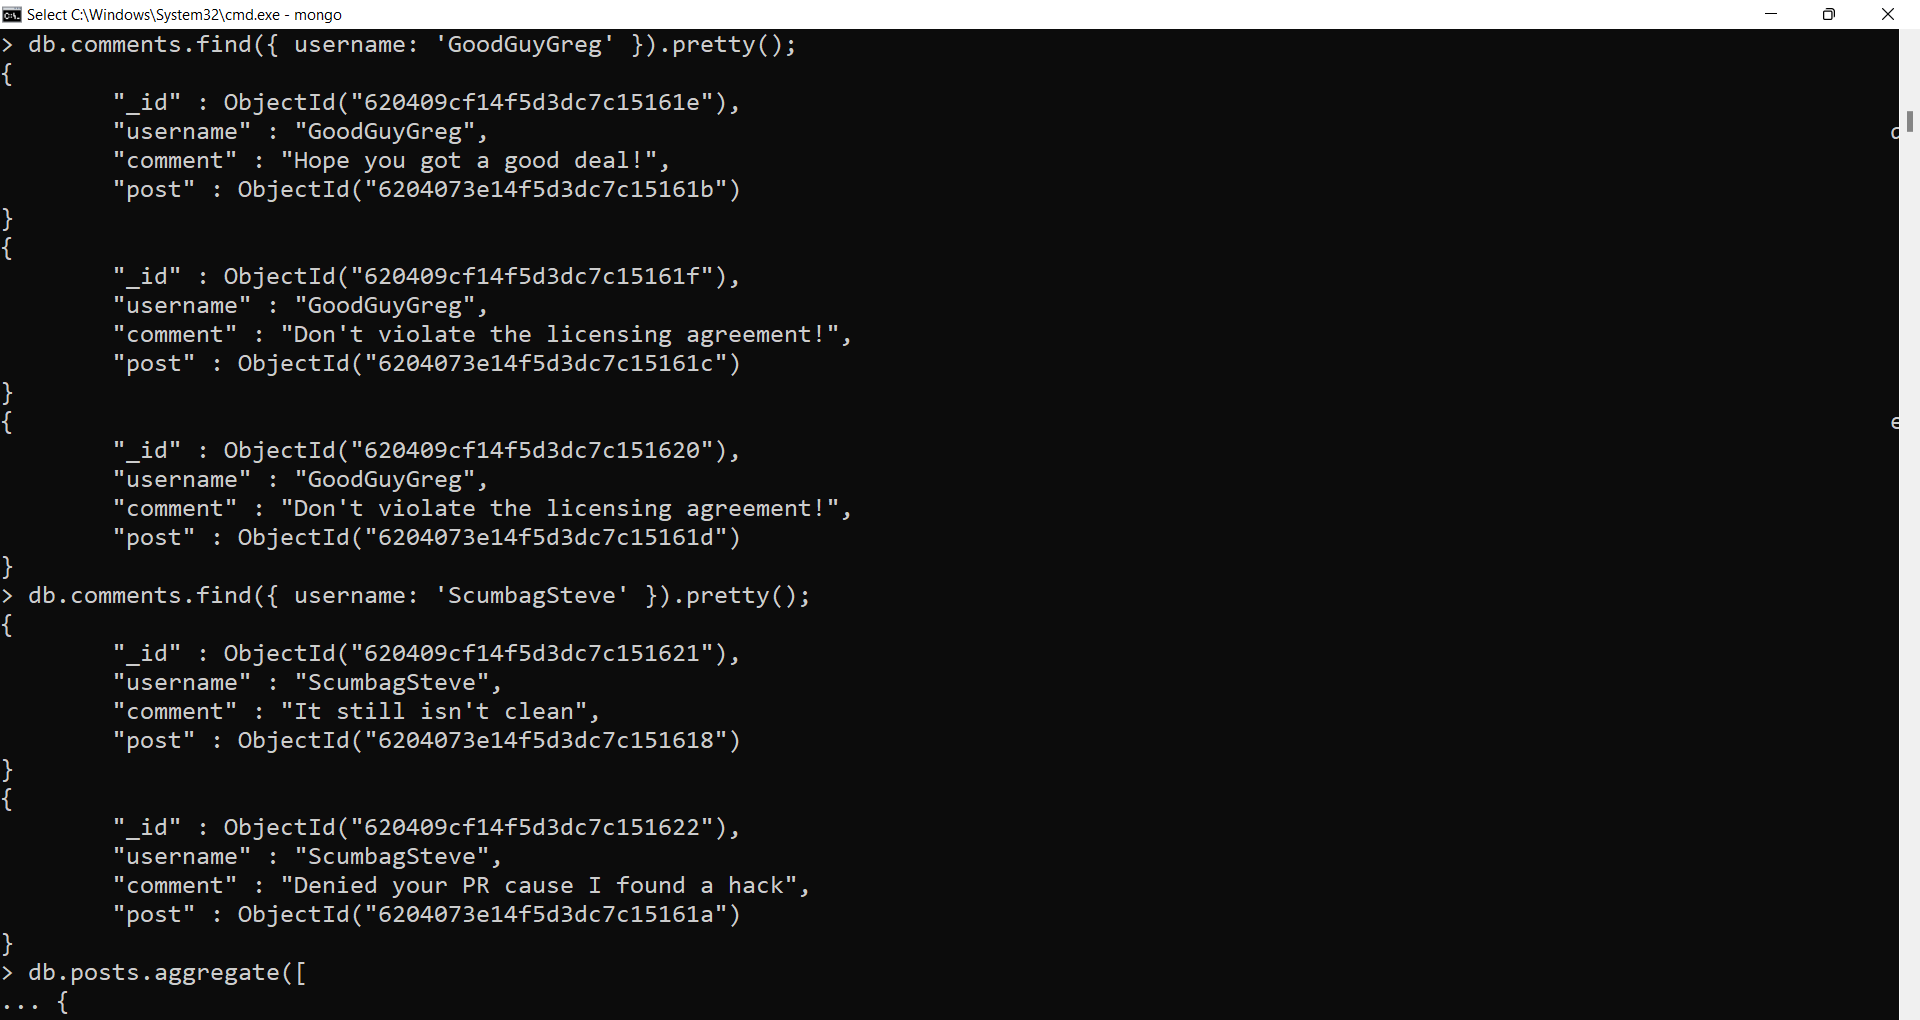 Select C:\Windows\System32\cmd.exe - mongo
> db.comments.find({ username: 'GoodGuyGreg' }).pretty();
{
"_id" : ObjectId("620409cf14f5d3dc7c15161e"),
"username" : "GoodGuyGreg",
"comment" : "Hope you got a good deal!",
"post" : ObjectId("6204073e14f5d3dc7c15161b")
}
{
"_id" : ObjectId("620409cf14f5d3dc7c15161f"),
"username" : "GoodGuyGreg",
"comment" : "Don't violate the licensing agreement!",
"post" : ObjectId("6204073e14f5d3dc7c15161c")
}
{
"_id" : ObjectId("620409cf14f5d3dc7c151620"),
"username" : "GoodGuyGreg",
"comment" : "Don't violate the licensing agreement!",
"post" : ObjectId("6204073e14f5d3dc7c15161d")
}
> db.comments.find({ username: 'ScumbagSteve' }).pretty();
{
"_id" : ObjectId("620409cf14f5d3dc7c151621"),
"username" : "ScumbagSteve",
"comment" : "It still isn't clean",
"post" : ObjectId("6204073e14f5d3dc7c151618")
}
{
"_id" : ObjectId("620409cf14f5d3dc7c151622"),
"username" : "ScumbagSteve",
"comment" : "Denied your PR cause I found a hack",
"post" : ObjectId("6204073e14f5d3dc7c15161a")
}
> db.posts.aggregate([
... {